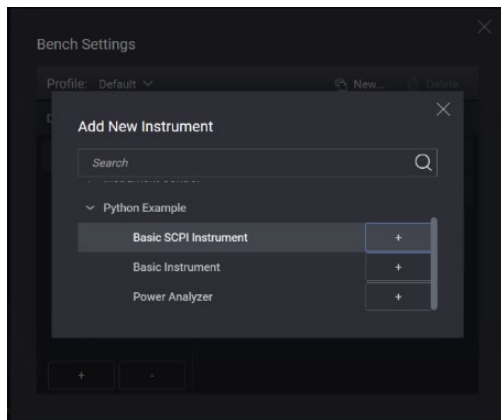 Bench Settings
Profile: Default New... Delete
Add New Instrument
Search
Python Example
Basic SCPI Instrument +
Basic Instrument +
Power Analyzer +
+ -